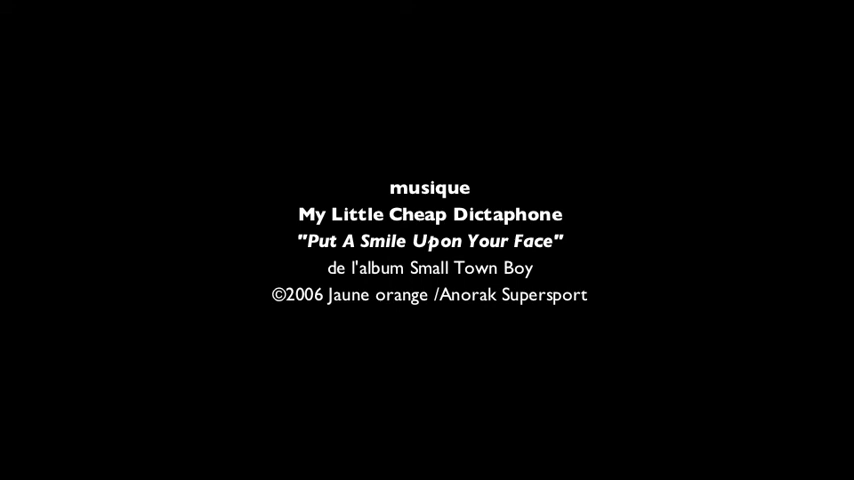 musique
My Little Cheap Dictaphone
"Put A Smile Upon Your Face"
de l'album Small Town Boy
©2006 Jaune orange /Anorak Supersport